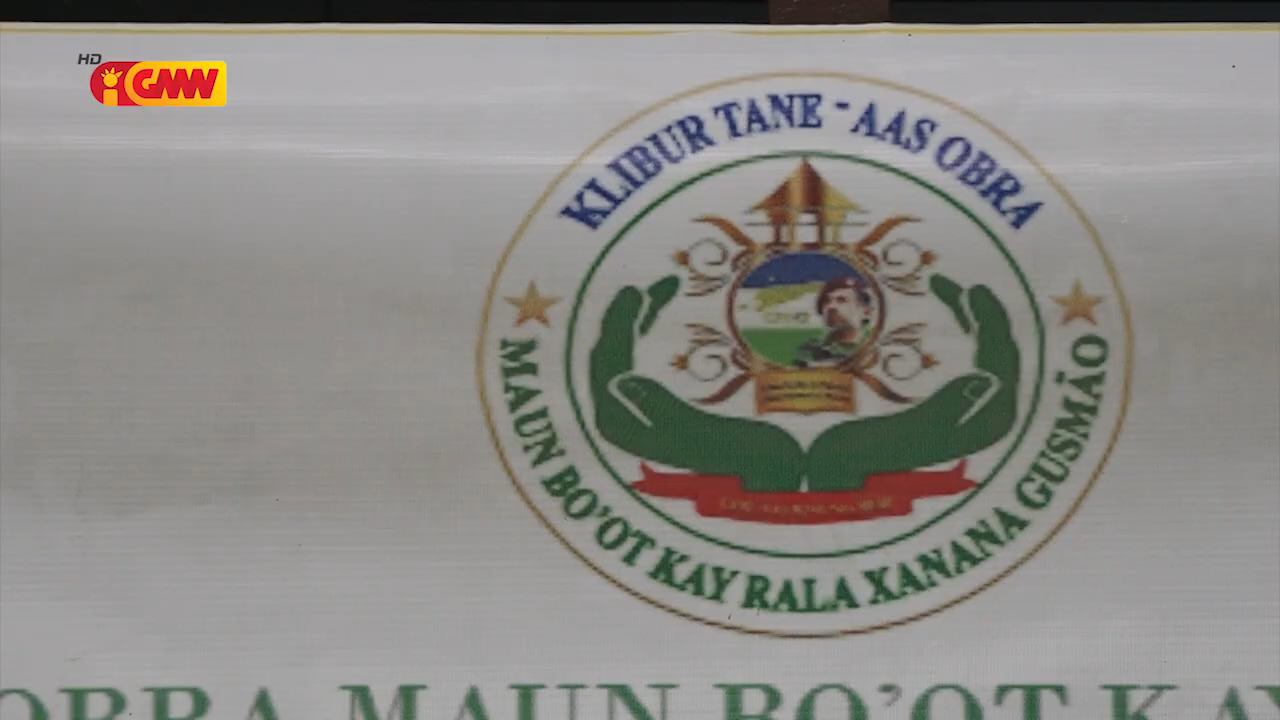 HD
GMN
KLIBUR TANE - AAS OBRA
MAUN BO'OT KAY RALA XANANA GUSMÃO
OBRA MAUN BO'OT KAY